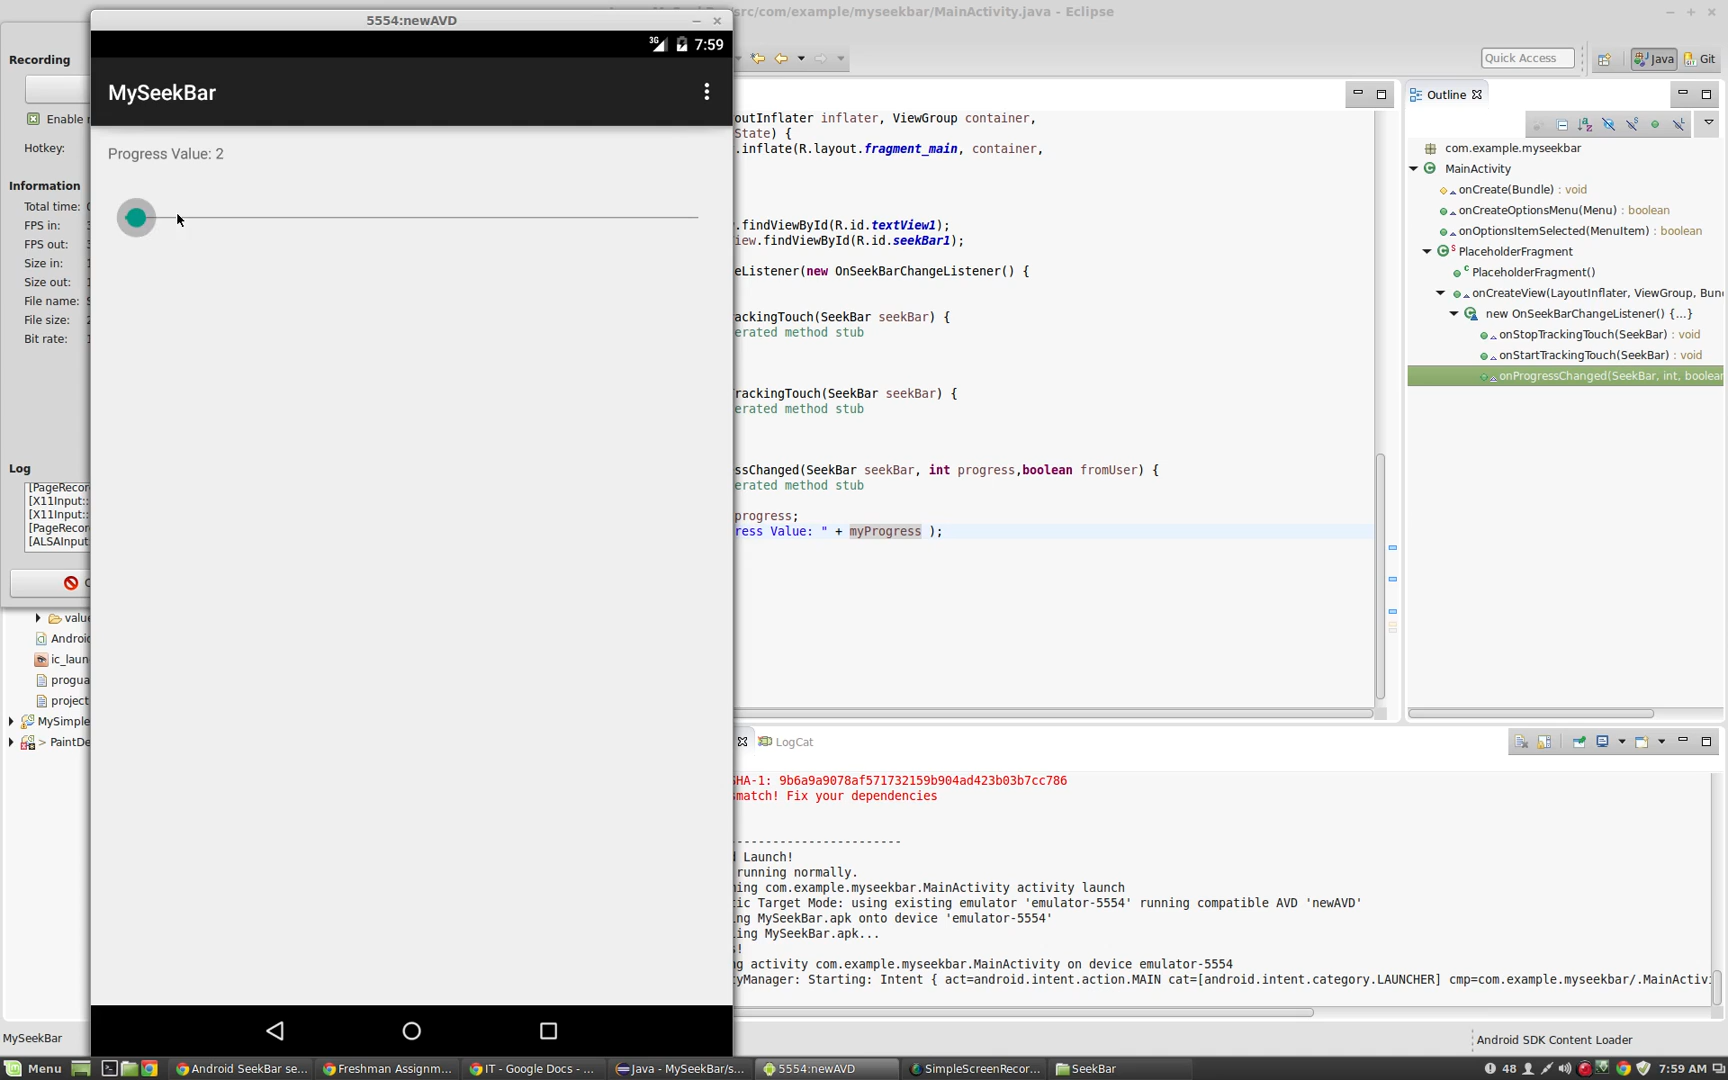 5554:newAVD
src/com/example/myseekbar/MainActivity.java - Eclipse
Recording
Enable
Hotkey:
Information
Total time:
FPS in:
FPS out:
Size in:
Size out:
File name:
File size:
Bit rate:
Log
[PageRecor
[X11Input::
[X11Input::
[PageRecor
[ALSAInput
3G
7:59
MySeekBar
Progress Value: 2
Quick Access
Java
Git
outInflater inflater, ViewGroup container,
State) {
.inflate(R.layout.fragment_main, container,
.findViewById(R.id.textView1);
iew.findViewById(R.id.seekBar1);
eListener(new OnSeekBarChangeListener() {
ackingTouch(SeekBar seekBar) {
erated method stub
rackingTouch(SeekBar seekBar) {
erated method stub
ssChanged(SeekBar seekBar, int progress,boolean fromUser) {
erated method stub
progress;
ress Value: " + myProgress );
Outline
com.example.myseekbar
MainActivity
onCreate(Bundle) : void
onCreateOptionsMenu(Menu) : boolean
onOptionsItemSelected(MenuItem) : boolean
PlaceholderFragment
PlaceholderFragment()
onCreateView(LayoutInflater, ViewGroup, Bun
new OnSeekBarChangeListener() {...}
onStopTrackingTouch(SeekBar) : void
onStartTrackingTouch(SeekBar) : void
onProgressChanged(SeekBar, int, boolean
value
Android
ic_laun
progua
project
MySimple
> PaintDe
LogCat
SHA-1: 9b6a9a9078af571732159b904ad423b03b7cc786
smatch! Fix your dependencies
------------------------
d Launch!
running normally.
ming com.example.myseekbar.MainActivity activity launch
tic Target Mode: using existing emulator 'emulator-5554' running compatible AVD 'newAVD'
ng MySeekBar.apk onto device 'emulator-5554'
ling MySeekBar.apk...
s!
ng activity com.example.myseekbar.MainActivity on device emulator-5554
yManager: Starting: Intent { act=android.intent.action.MAIN cat=[android.intent.category.LAUNCHER] cmp=com.example.myseekbar/.MainActivi
MySeekBar
Android SDK Content Loader
Menu
Android SeekBar se...
Freshman Assignm...
IT - Google Docs - ...
Java - MySeekBar/s...
5554:newAVD
SimpleScreenRecor...
SeekBar
48
7:59 AM